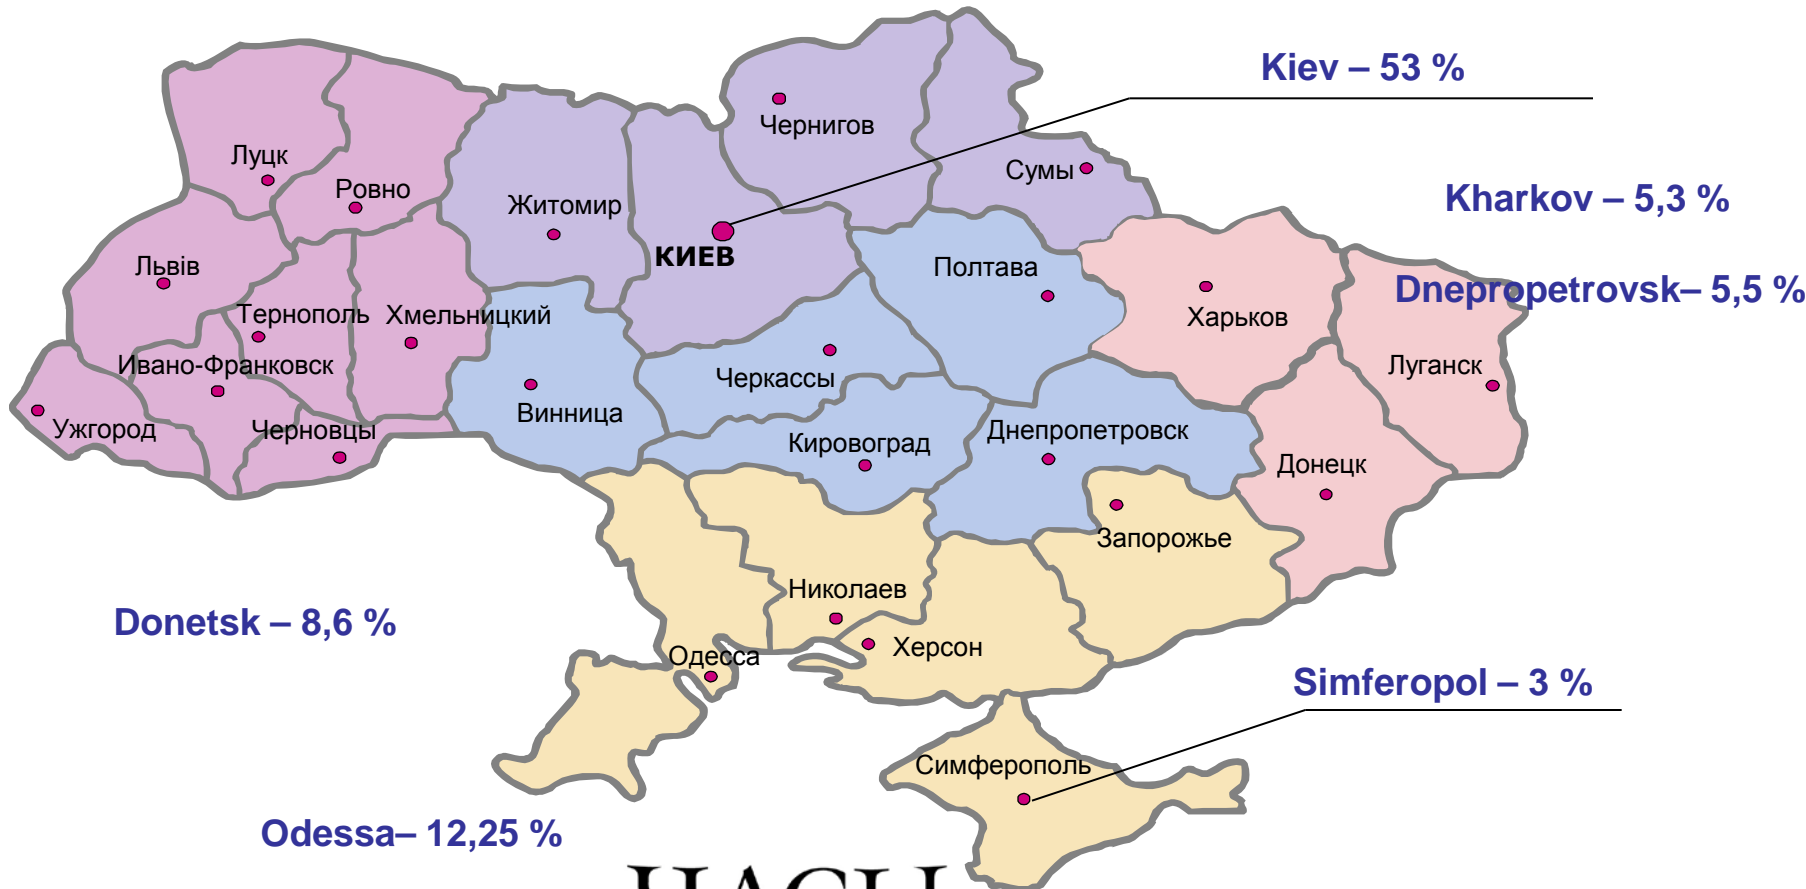 Kiev – 53 %
Чернигов
Луцк
Сумы
Ровно
Kharkov – 5,3 %
Житомир
КИЕВ
Львів
Полтава
Dnepropetrovsk– 5,5 %
Тернополь
Хмельницкий
Харьков
Ивано-Франковск
Луганск
Черкассы
Винница
Ужгород
Черновцы
Днепропетровск
Кировоград
Донецк
Запорожье
Николаев
Donetsk – 8,6 %
Херсон
Одесса
Simferopol – 3 %
Симферополь
Odessa– 12,25 %